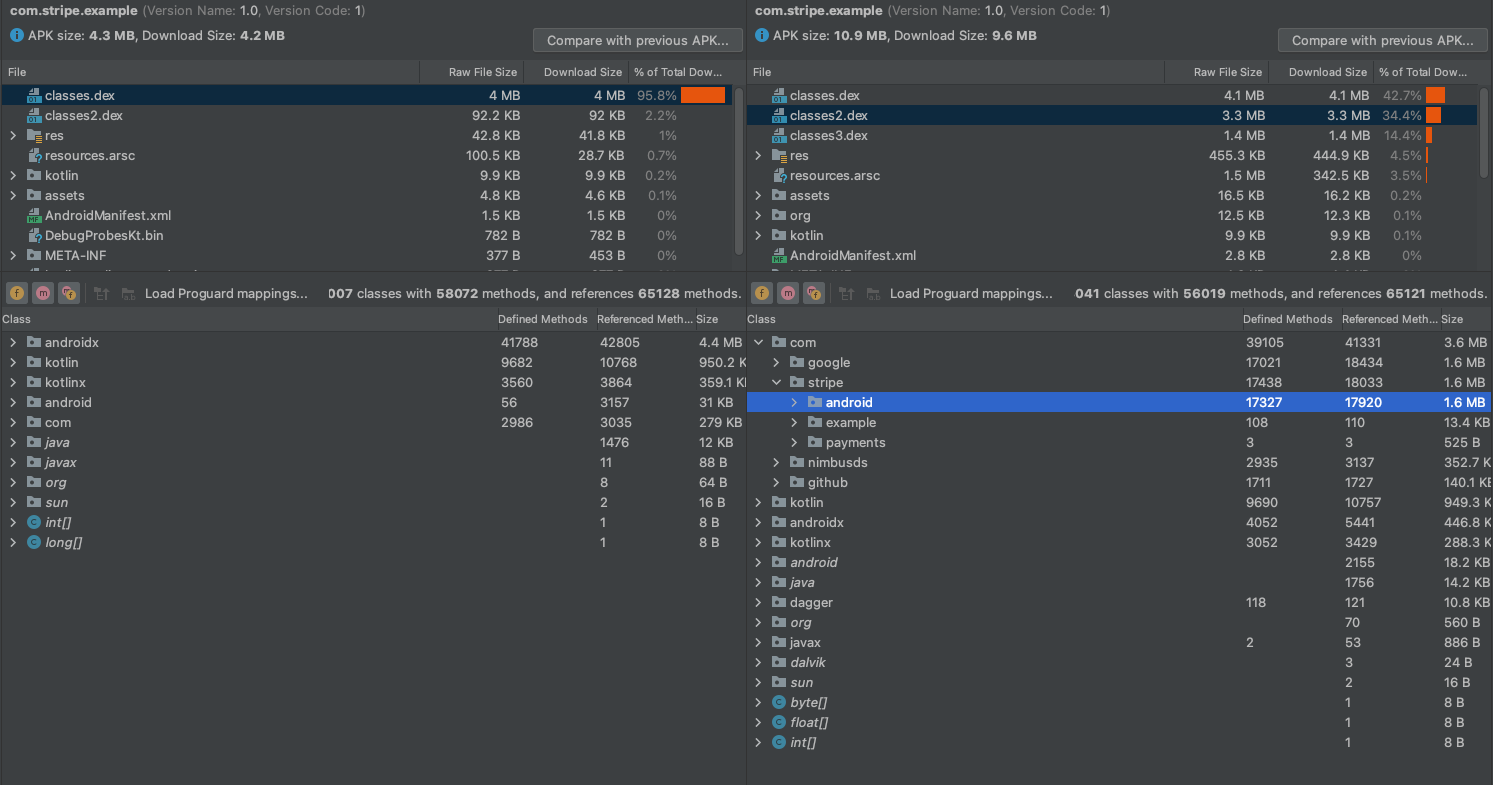 com.stripe.example (Version Name: 1.0, Version Code: 1)
APK size: 4.3 MB, Download Size: 4.2 MB
Compare with previous APK...
File Raw File Size Download Size % of Total Dow...
classes.dex 4 MB 4 MB 95.8%
classes2.dex 92.2 KB 92 KB 2.2%
res 42.8 KB 41.8 KB 1%
resources.arsc 100.5 KB 28.7 KB 0.7%
kotlin 9.9 KB 9.9 KB 0.2%
assets 4.8 KB 4.6 KB 0.1%
AndroidManifest.xml 1.5 KB 1.5 KB 0%
DebugProbesKt.bin 782 B 782 B 0%
META-INF 377 B 453 B 0%
Load Proguard mappings... 007 classes with 58072 methods, and references 65128 methods.
Class Defined Methods Referenced Meth... Size
androidx 41788 42805 4.4 MB
kotlin 9682 10768 950.2 K
kotlinx 3560 3864 359.1 K
android 56 3157 31 KB
com 2986 3035 279 KB
java 1476 12 KB
javax 11 88 B
org 8 64 B
sun 2 16 B
int[] 1 8 B
long[] 1 8 B
com.stripe.example (Version Name: 1.0, Version Code: 1)
APK size: 10.9 MB, Download Size: 9.6 MB
Compare with previous APK...
File Raw File Size Download Size % of Total Dow...
classes.dex 4.1 MB 4.1 MB 42.7%
classes2.dex 3.3 MB 3.3 MB 34.4%
classes3.dex 1.4 MB 1.4 MB 14.4%
res 455.3 KB 444.9 KB 4.5%
resources.arsc 1.5 MB 342.5 KB 3.5%
assets 16.5 KB 16.2 KB 0.2%
org 12.5 KB 12.3 KB 0.1%
kotlin 9.9 KB 9.9 KB 0.1%
AndroidManifest.xml 2.8 KB 2.8 KB 0%
Load Proguard mappings... 041 classes with 56019 methods, and references 65121 methods.
Class Defined Methods Referenced Meth... Size
com 39105 41331 3.6 MB
google 17021 18434 1.6 MB
stripe 17438 18033 1.6 MB
android 17327 17920 1.6 MB
example 108 110 13.4 KB
payments 3 3 525 B
nimbusds 2935 3137 352.7 K
github 1711 1727 140.1 KB
kotlin 9690 10757 949.3 K
androidx 4052 5441 446.8 K
kotlinx 3052 3429 288.3 K
android 2155 18.2 KB
java 1756 14.2 KB
dagger 118 121 10.8 KB
org 70 560 B
javax 2 53 886 B
dalvik 3 24 B
sun 2 16 B
byte[] 1 8 B
float[] 1 8 B
int[] 1 8 B